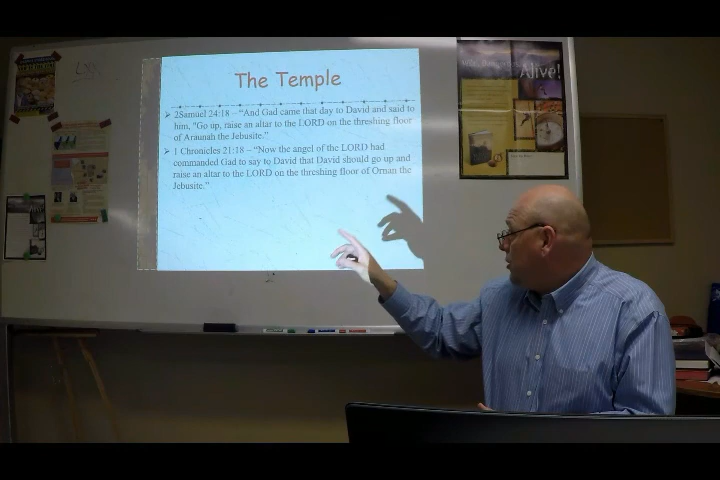 LXX
The Temple
2Samuel 24:18 – “And Gad came that day to David and said to
him, “Go up, raise an altar to the LORD on the threshing floor
of Araunah the Jebusite.”
1 Chronicles 21:18 – “Now the angel of the LORD had
commanded Gad to say to David that David should go up and
raise an altar to the LORD on the threshing floor of Ornan the
Jebusite.”
Alive!